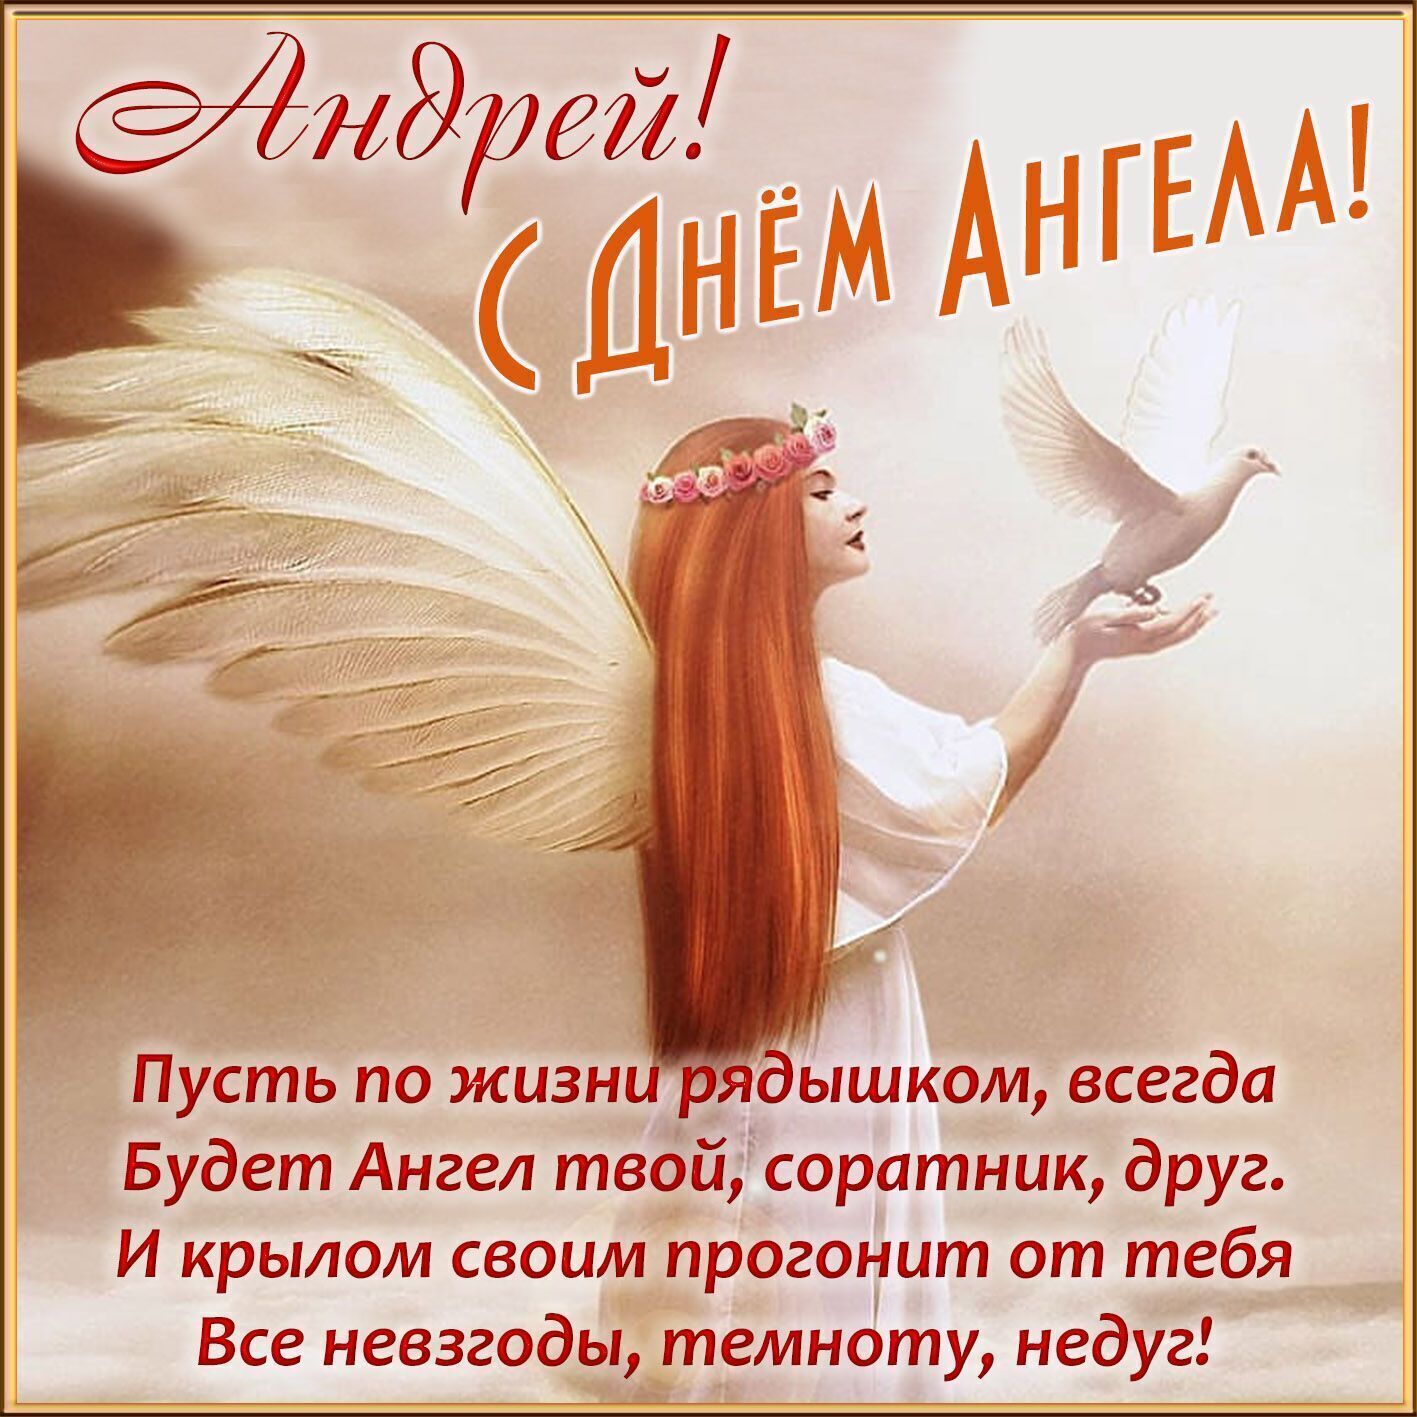 Андрей!
С Днём Ангела!
Пусть по жизни рядышком, всегда
Будет Ангел твой, соратник, друг.
И крылом своим прогонит от тебя
Все невзгоды, темноту, недуг!